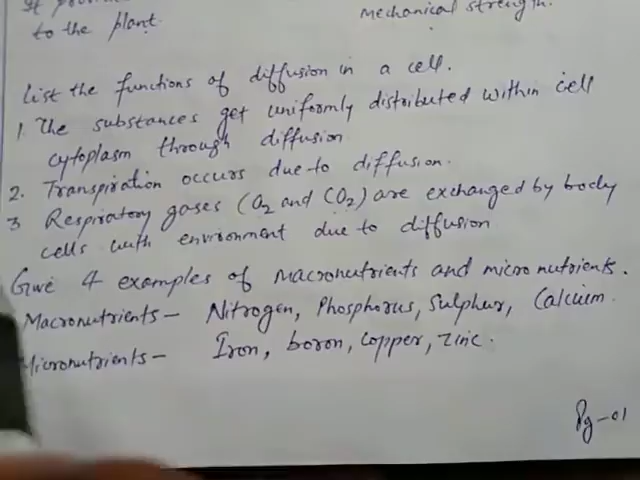 to the plant.
Mechanical strength.
List the functions of diffusion in a cell.
1. The substances get uniformly distributed within cell
cytoplasm through diffusion
2. Transpiration occurs due to diffusion.
3 Respiratory gases (O2 and CO2) are exchanged by body
cells with environment due to diffusion
Give 4 examples of macronutrients and micro nutrients.
Macronutrients - Nitrogen, Phosphorus, Sulphur, Calcium.
Micronutrients - Iron, boron, copper, zinc.
Pg-01